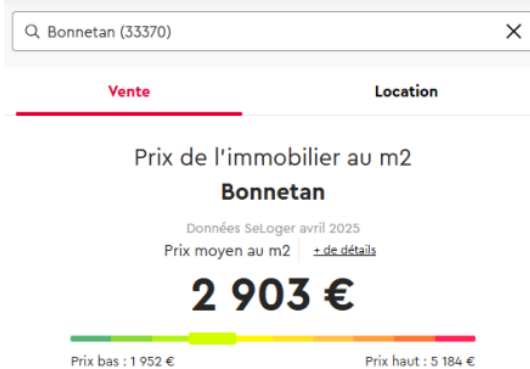 Bonnetan (33370)
Vente Location
Prix de l'immobilier au m2
Bonnetan
Données SeLoger avril 2025
Prix moyen au m2 + de détails
2 903 €
Prix bas : 1 952 € Prix haut : 5 184 €